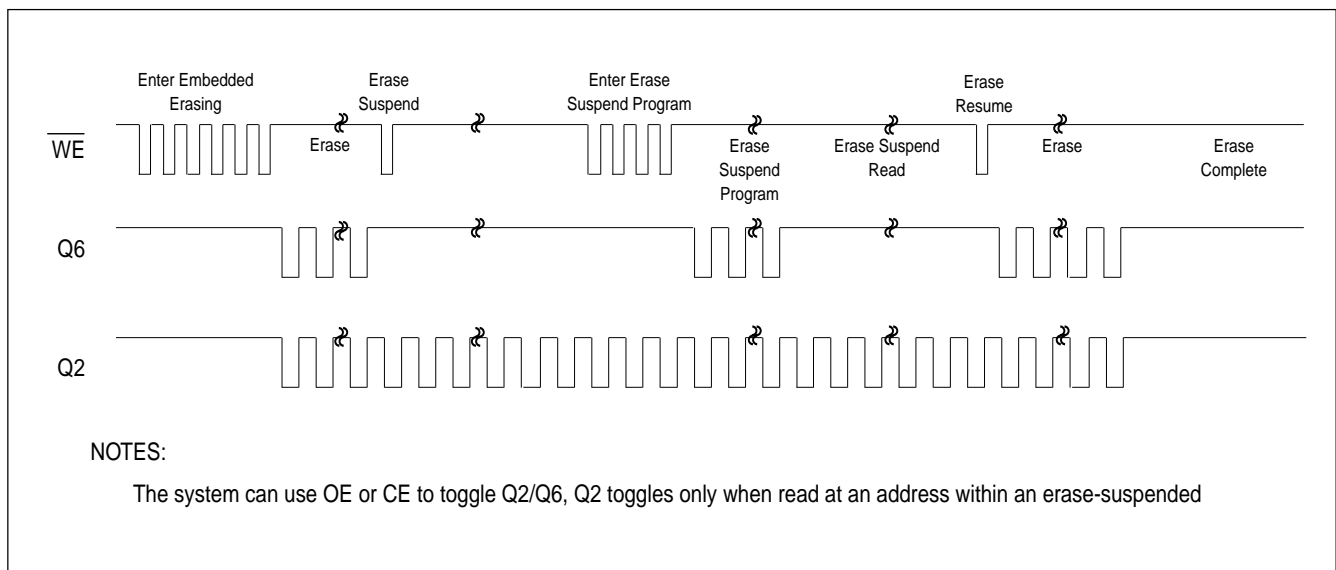 Enter Embedded
Erasing
Erase
Suspend
Enter Erase
Suspend Program
Erase
Resume
WE
Erase
Erase
Suspend
Program
Erase Suspend
Read
Erase
Erase
Complete
Q6
Q2
NOTES:
The system can use OE or CE to toggle Q2/Q6, Q2 toggles only when read at an address within an erase-suspended